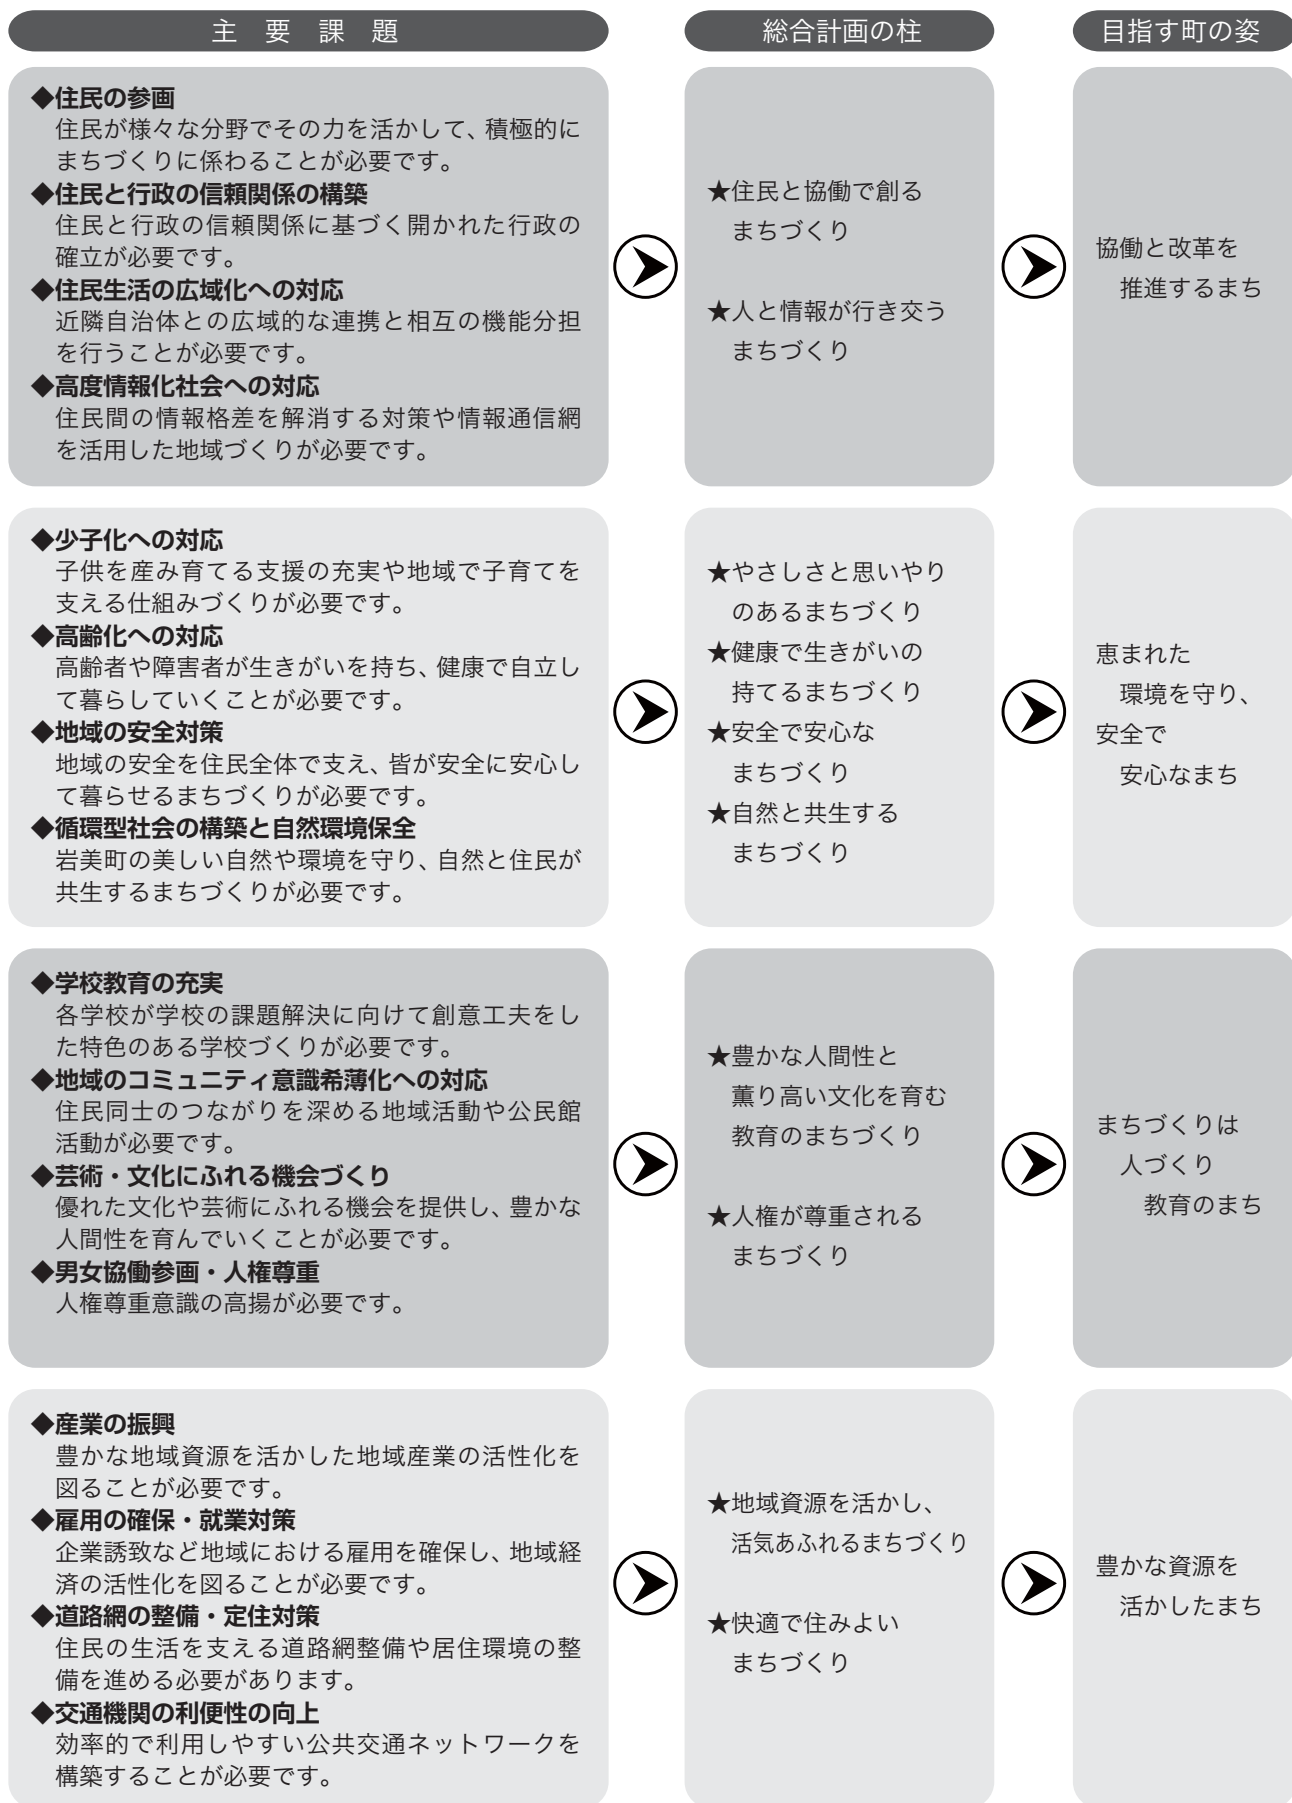 主要課題
総合計画の柱
目指す町の姿
◆住民の参画
住民が様々な分野でその力を活かして、積極的に
まちづくりに係わることが必要です。
◆住民と行政の信頼関係の構築
住民と行政の信頼関係に基づく開かれた行政の
確立が必要です。
◆住民生活の広域化への対応
近隣自治体との広域的な連携と相互の機能分担
を行うことが必要です。
◆高度情報化社会への対応
住民間の情報格差を解消する対策や情報通信網
を活用した地域づくりが必要です。
★住民と協働で創る
まちづくり
★人と情報が行き交う
まちづくり
協働と改革を
推進するまち
◆少子化への対応
子供を産み育てる支援の充実や地域で子育てを
支える仕組みづくりが必要です。
◆高齢化への対応
高齢者や障害者が生きがいを持ち、健康で自立し
て暮らしていくことが必要です。
◆地域の安全対策
地域の安全を住民全体で支え、皆が安全に安心し
て暮らせるまちづくりが必要です。
◆循環型社会の構築と自然環境保全
岩美町の美しい自然や環境を守り、自然と住民が
共生するまちづくりが必要です。
★やさしさと思いやり
のあるまちづくり
★健康で生きがいの
持てるまちづくり
★安全で安心な
まちづくり
★自然と共生する
まちづくり
恵まれた
環境を守り、
安全で
安心なまち
◆学校教育の充実
各学校が学校の課題解決に向けて創意工夫をし
た特色のある学校づくりが必要です。
◆地域のコミュニティ意識希薄化への対応
住民同士のつながりを深める地域活動や公民館
活動が必要です。
◆芸術・文化にふれる機会づくり
優れた文化や芸術にふれる機会を提供し、豊かな
人間性を育んでいくことが必要です。
◆男女協働参画・人権尊重
人権尊重意識の高揚が必要です。
★豊かな人間性と
薫り高い文化を育む
教育のまちづくり
★人権が尊重される
まちづくり
まちづくりは
人づくり
教育のまち
◆産業の振興
豊かな地域資源を活かした地域産業の活性化を
図ることが必要です。
◆雇用の確保・就業対策
企業誘致など地域における雇用を確保し、地域経
済の活性化を図ることが必要です。
◆道路網の整備・定住対策
住民の生活を支える道路網整備や居住環境の整
備を進める必要があります。
◆交通機関の利便性の向上
効率的で利用しやすい公共交通ネットワークを
構築することが必要です。
★地域資源を活かし、
活気あふれるまちづくり
★快適で住みよい
まちづくり
豊かな資源を
活かしたまち